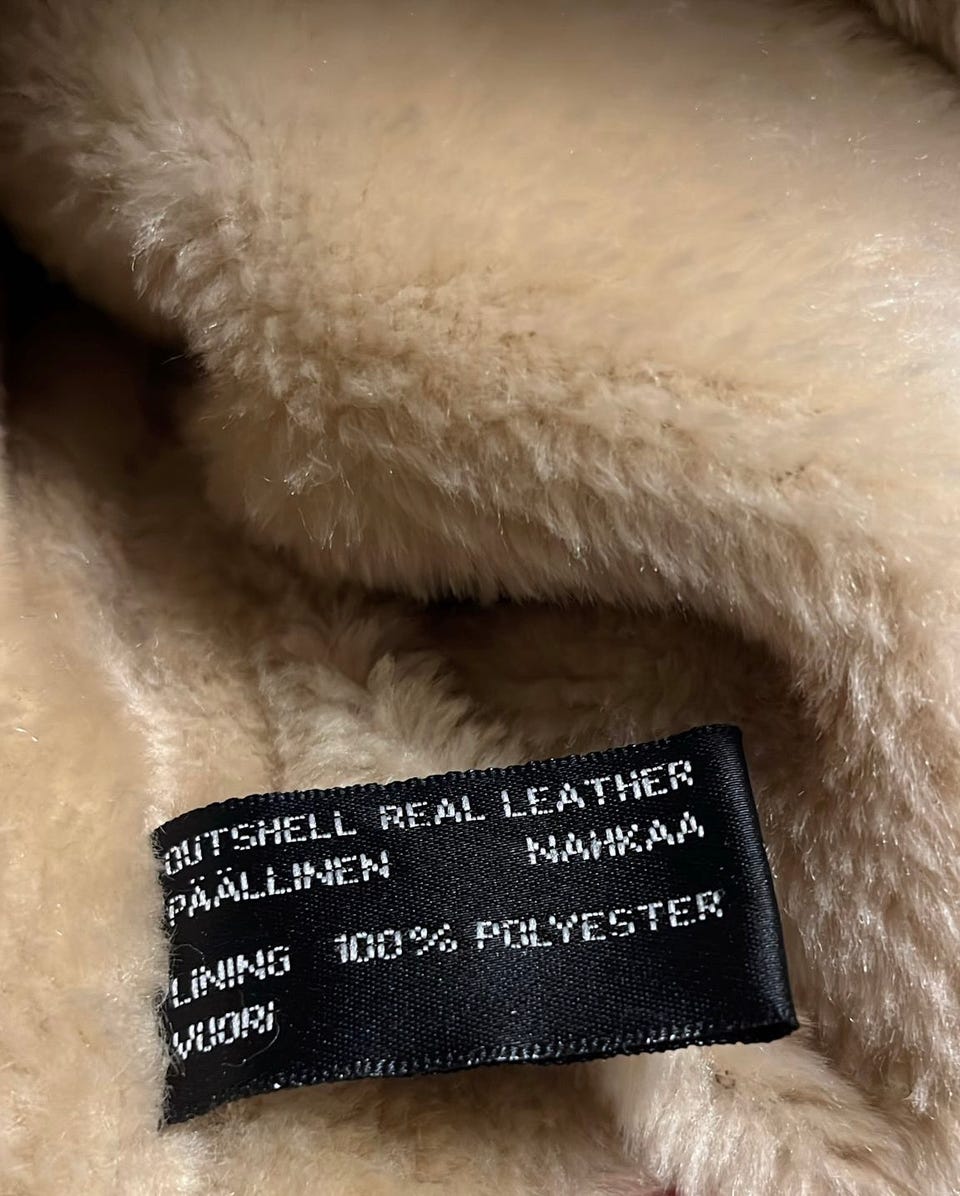 OUTSHELL REAL LEATHER
PÄÄLLINEN NAHKAA
LINING 100% POLYESTER
VUORI